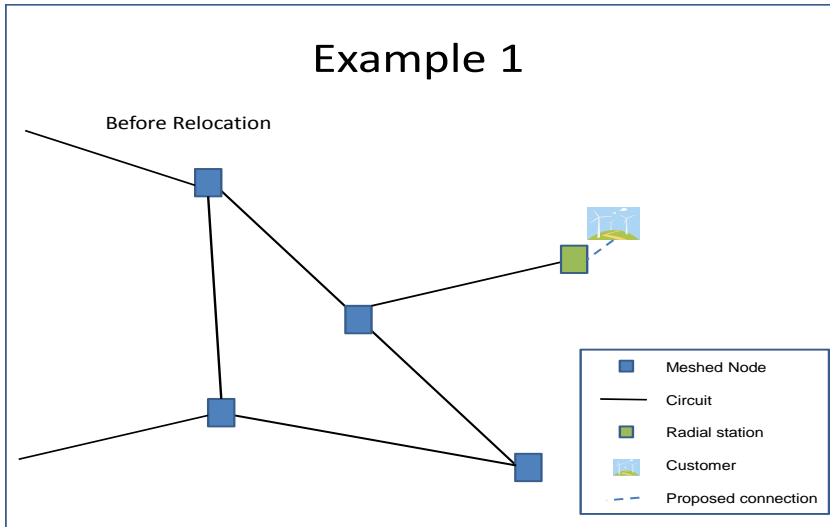 Example 1
Before Relocation
Meshed Node
Circuit
Radial station
Customer
Proposed connection